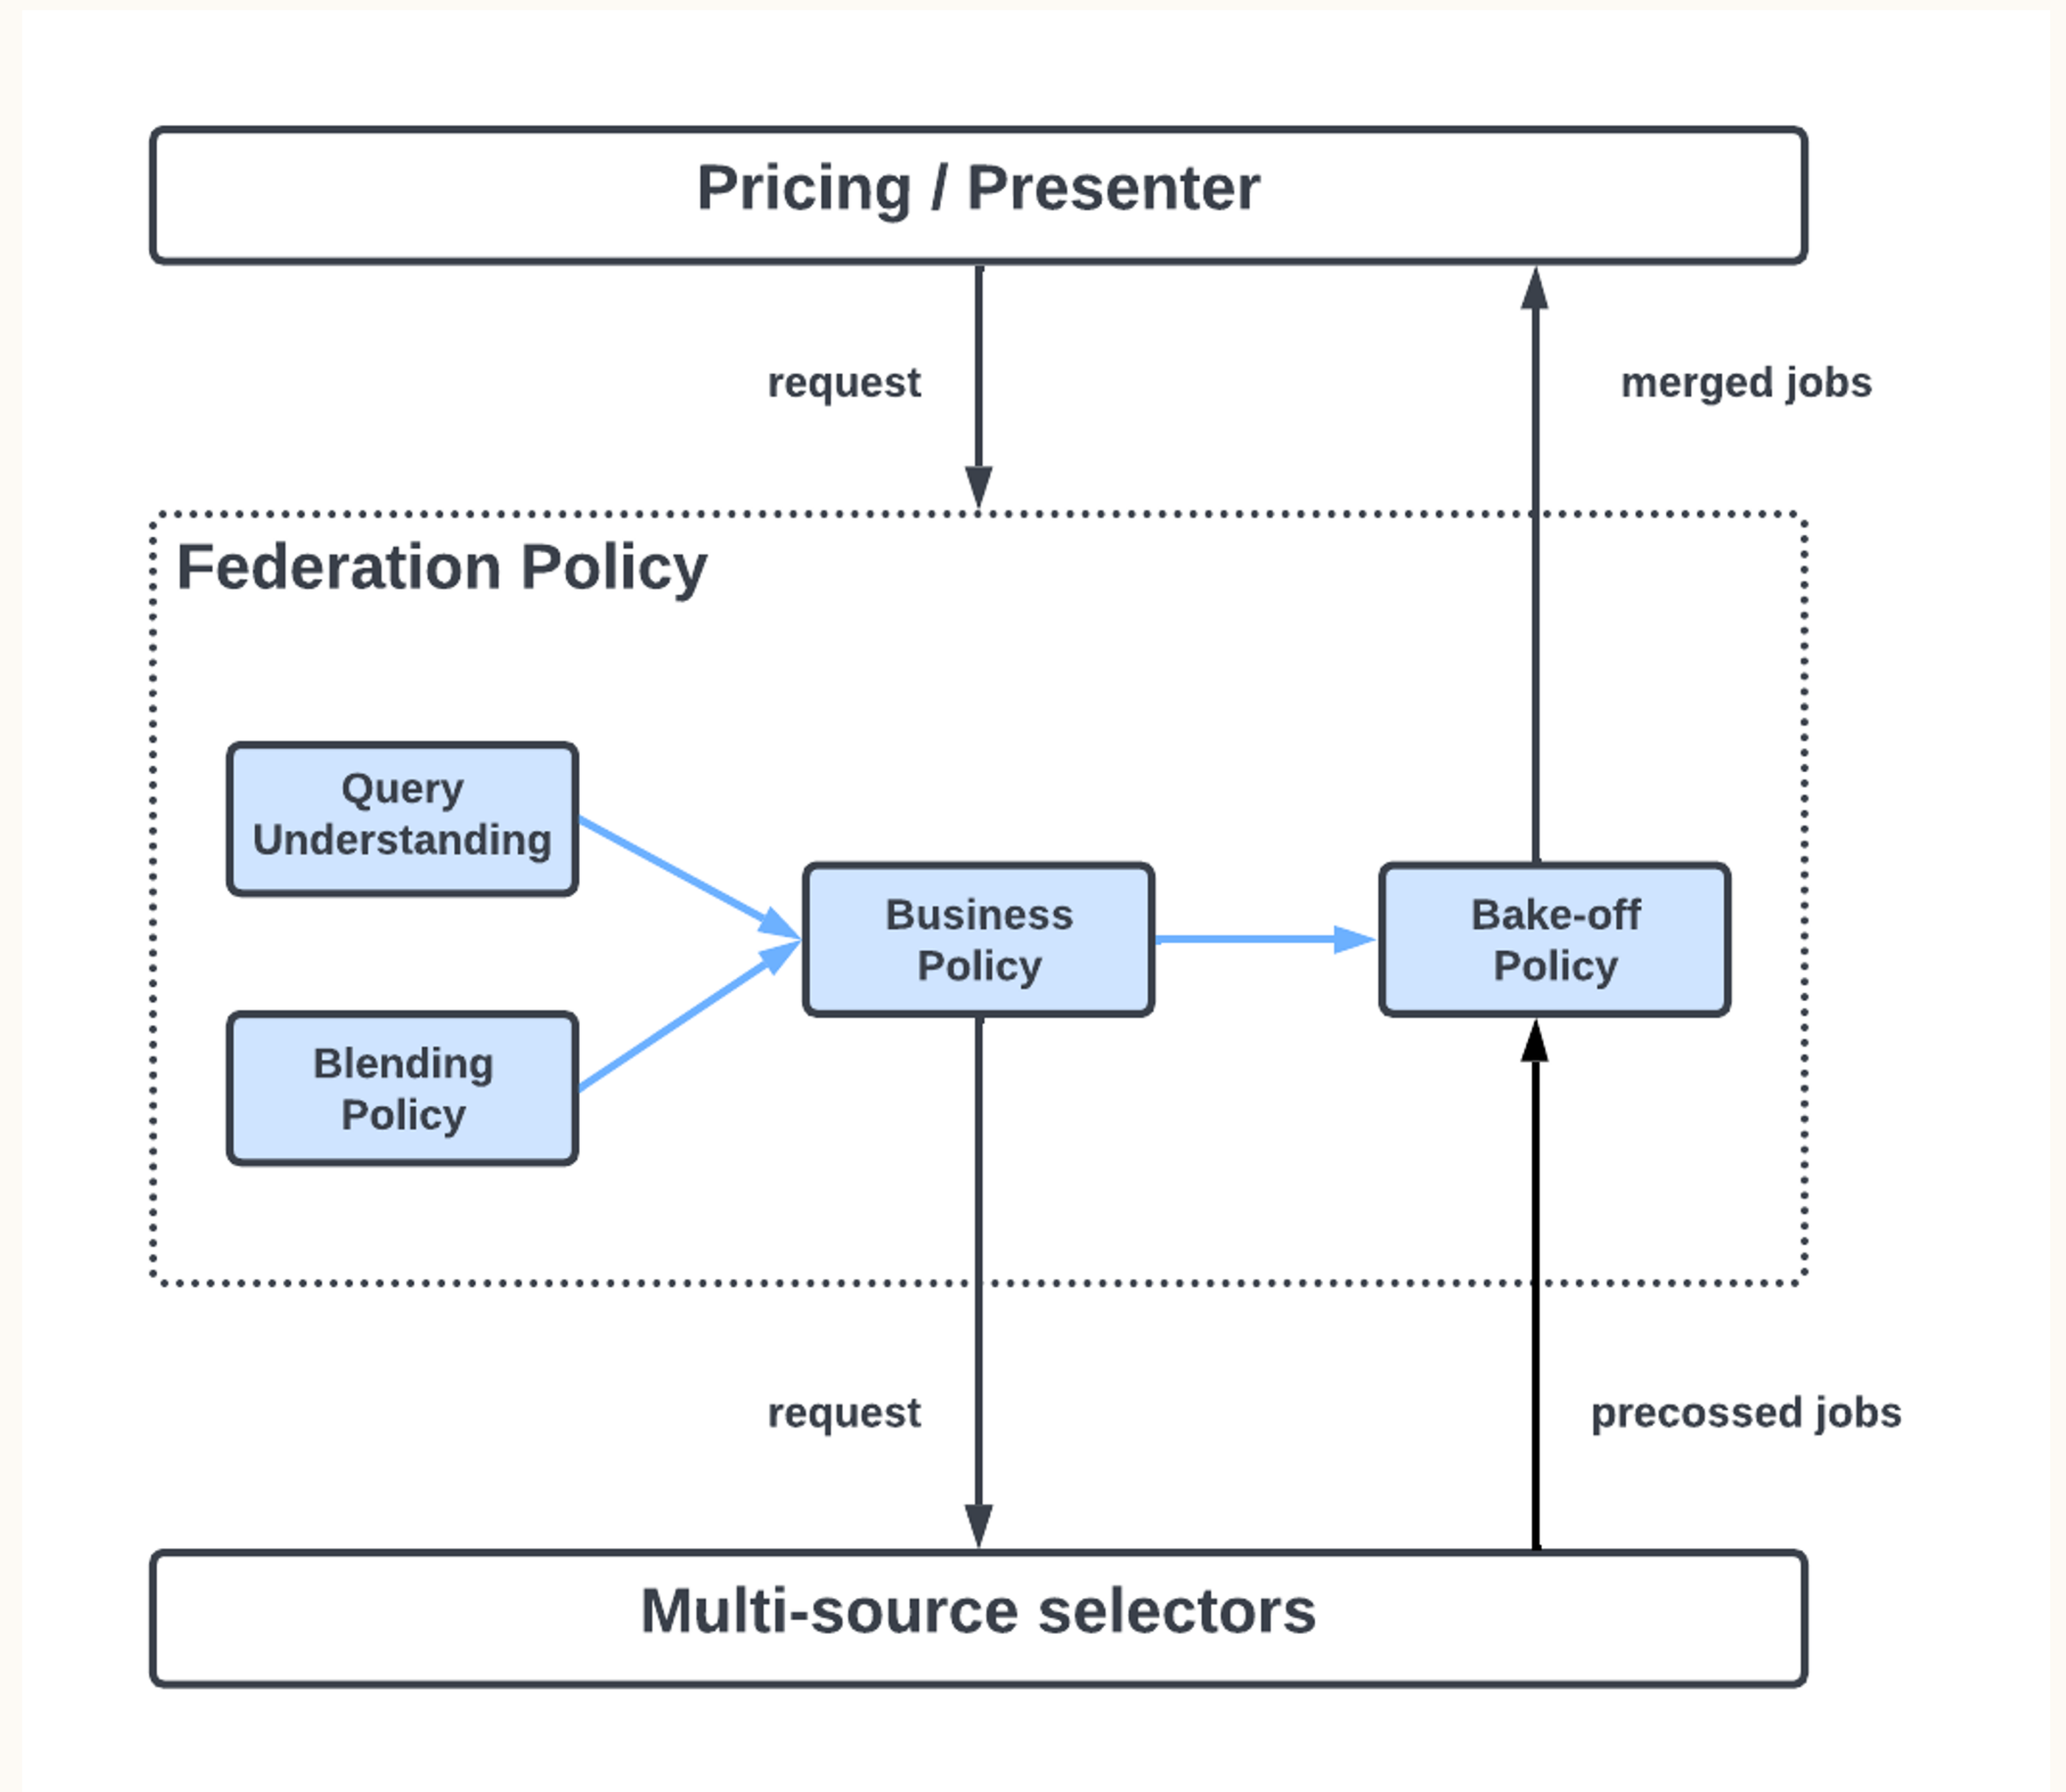 Pricing / Presenter
request
merged jobs
Federation Policy
Query
Understanding
Business
Policy
Bake-off
Policy
Blending
Policy
request
precossed jobs
Multi-source selectors